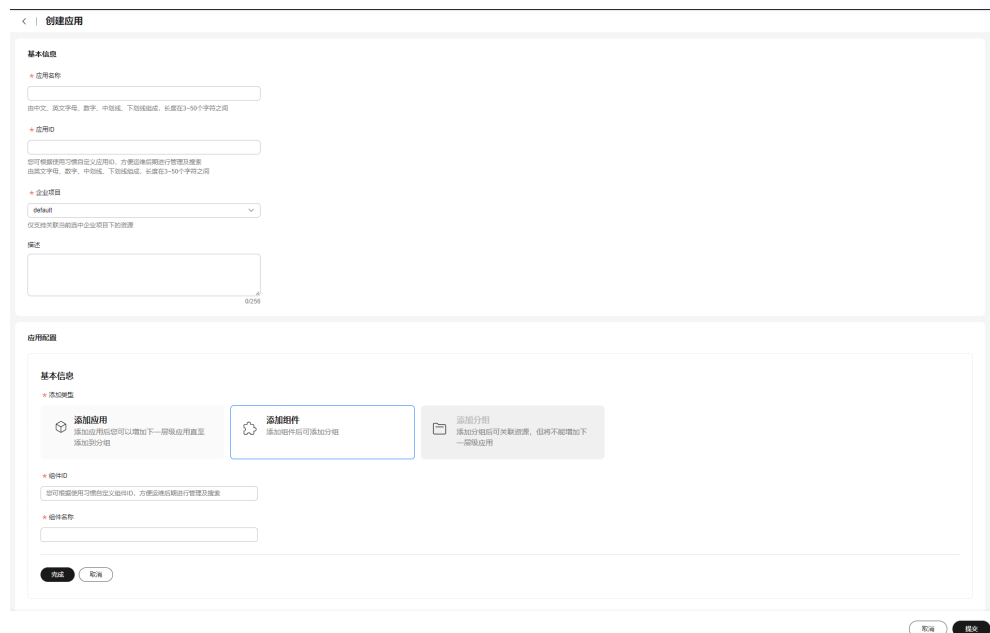 创建应用
基本信息
* 应用名称
由中文、英文字母、数字、中划线、下划线组成，长度在3~50个字符之间
* 应用ID
您可根据使用习惯自定义应用ID、方便运维后期进行管理及搜索
由英文字母、数字、中划线、下划线组成，长度在3~50个字符之间
* 企业项目
default
仅支持关联当前选中企业项目下的资源
描述
0/256
应用配置
基本信息
* 添加类型
添加应用
添加应用后您可以增加下一层级应用直至
添加到分组
添加组件
添加组件后可添加分组
添加分组
添加分组后可关联资源，但将不能增加下
一层级应用
* 组件ID
您可根据使用习惯自定义组件ID、方便运维后期进行管理及搜索
* 组件名称
完成
取消
取消
提交